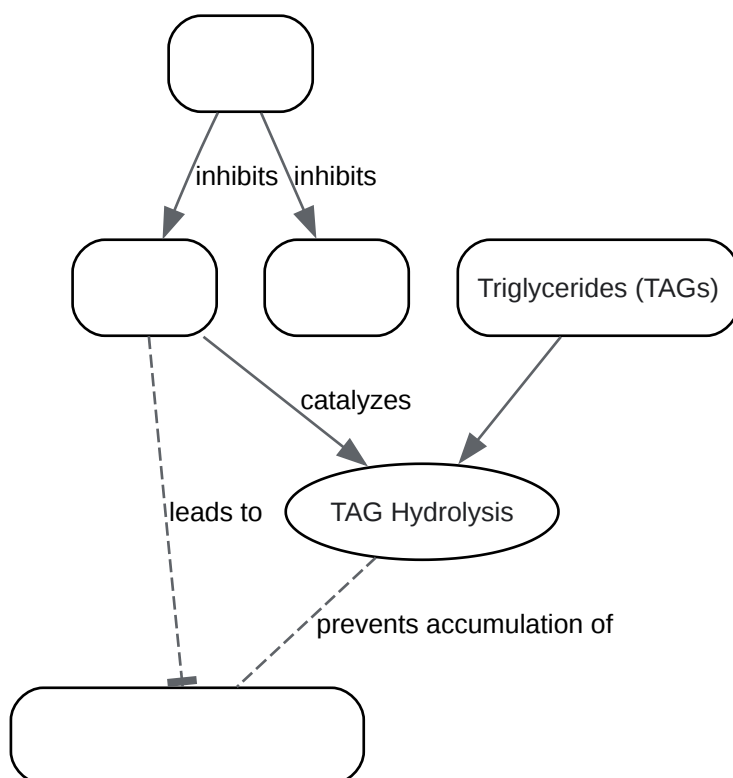 inhibits inhibits
Triglycerides (TAGs)
catalyzes
leads to
TAG Hydrolysis
prevents accumulation of